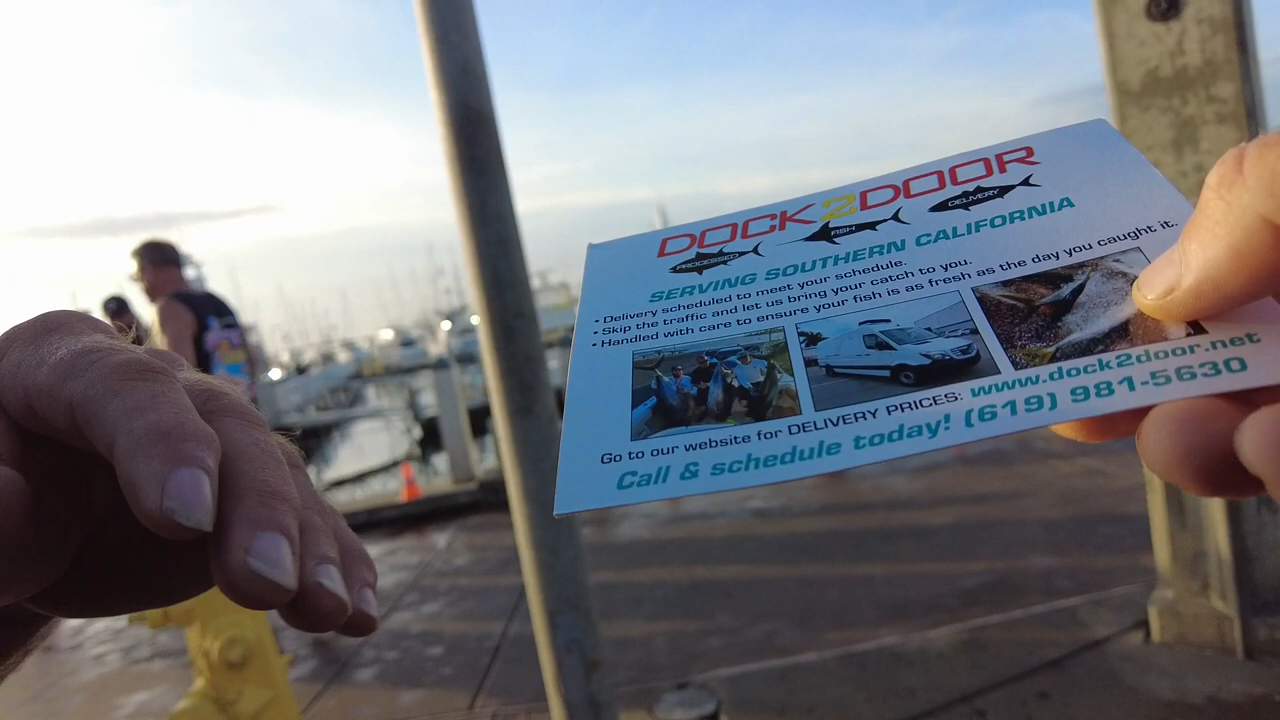 DOCK2DOOR
PROCESSED FISH DELIVERY
SERVING SOUTHERN CALIFORNIA
• Delivery scheduled to meet your schedule.
• Skip the traffic and let us bring your catch to you.
• Handled with care to ensure your fish is as fresh as the day you caught it.
Go to our website for DELIVERY PRICES: www.dock2door.net
Call & schedule today! (619) 981-5630